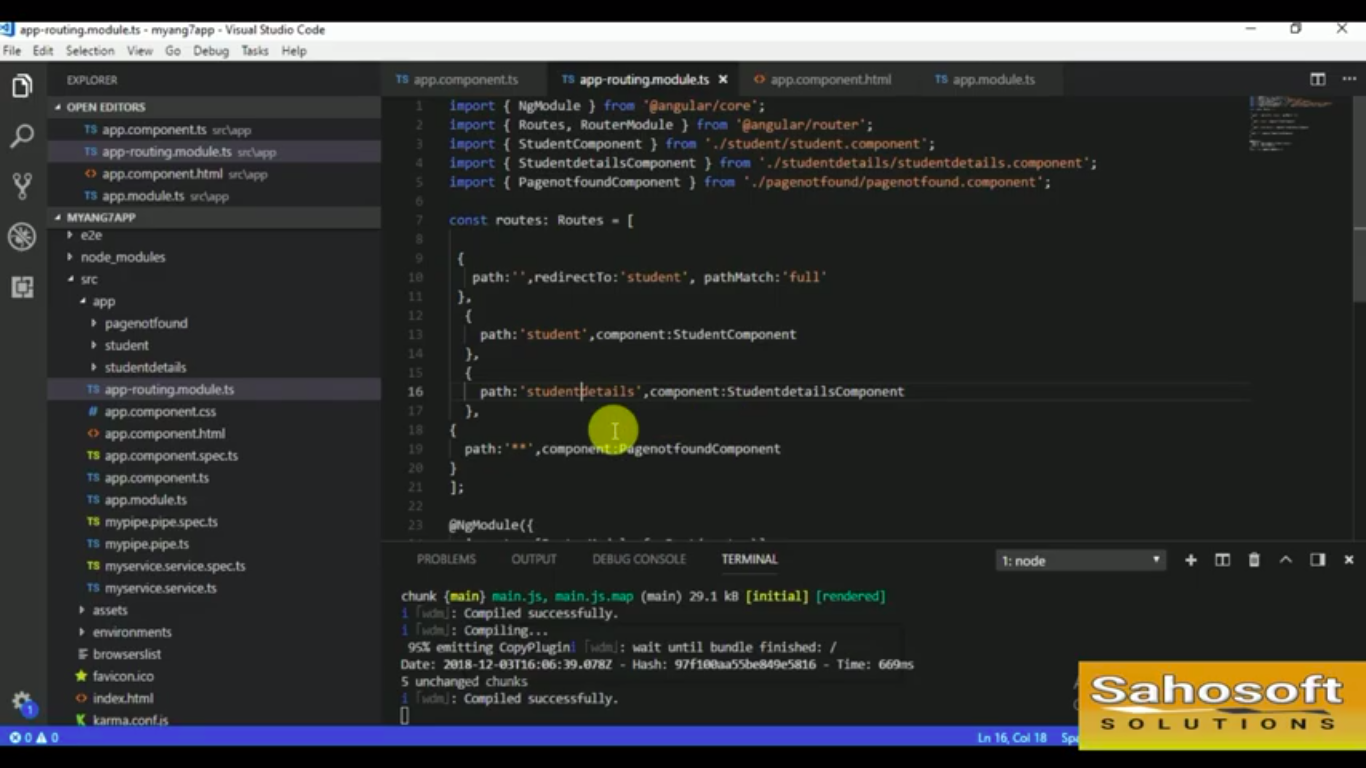 app-routing.module.ts - myang7app - Visual Studio Code
File Edit Selection View Go Debug Tasks Help
EXPLORER
OPEN EDITORS
TS app.component.ts src\app
TS app-routing.module.ts src\app
<> app.component.html src\app
TS app.module.ts src\app
MYANG7APP
e2e
node_modules
src
app
pagenotfound
student
studentdetails
TS app-routing.module.ts
# app.component.css
<> app.component.html
TS app.component.spec.ts
TS app.component.ts
TS app.module.ts
TS mypipe.pipe.spec.ts
TS mypipe.pipe.ts
TS myservice.service.spec.ts
TS myservice.service.ts
assets
environments
browserslist
favicon.ico
<> index.html
karma.conf.js
1
TS app.component.ts TS app-routing.module.ts × <> app.component.html TS app.module.ts
1 import { NgModule } from '@angular/core';
2 import { Routes, RouterModule } from '@angular/router';
3 import { StudentComponent } from './student/student.component';
4 import { StudentdetailsComponent } from './studentdetails/studentdetails.component';
5 import { PagenotfoundComponent } from './pagenotfound/pagenotfound.component';
6
7 const routes: Routes = [
8
9 {
10 path:'',redirectTo:'student', pathMatch:'full'
11 },
12 {
13 path:'student',component:StudentComponent
14 },
15 {
16 path:'studentdetails',component:StudentdetailsComponent
17 },
18 {
19 path:'**',component:PagenotfoundComponent
20 }
21 ];
22
23 @NgModule({
PROBLEMS OUTPUT DEBUG CONSOLE TERMINAL 1: node
chunk {main} main.js, main.js.map (main) 29.1 kB [initial] [rendered]
i ｢wdm｣: Compiled successfully.
i ｢wdm｣: Compiling...
95% emitting CopyPlugini ｢wdm｣: wait until bundle finished: /
Date: 2018-12-03T16:06:39.078Z - Hash: 97f100aa55be849e5816 - Time: 669ms
5 unchanged chunks
i ｢wdm｣: Compiled successfully.
0 0 Ln 16, Col 18
Sahosoft
SOLUTIONS